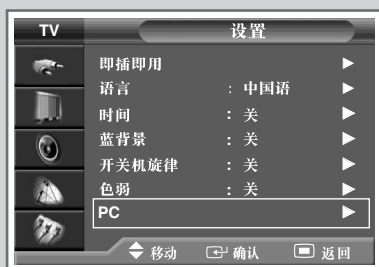 TV 设置
即插即用
语言 : 中国语
时间 : 关
蓝背景 : 关
开关机旋律 : 关
色弱 : 关
PC
移动 确认 返回